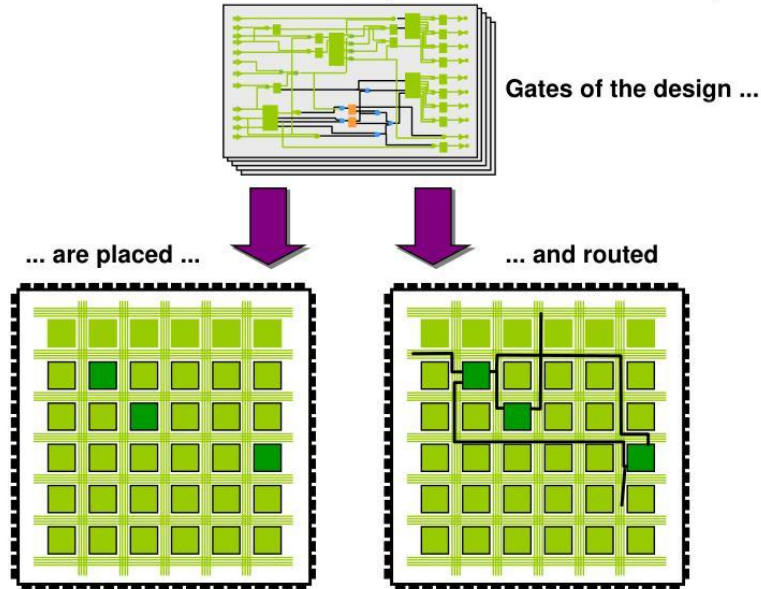 Gates of the design ...
... are placed ...
... and routed